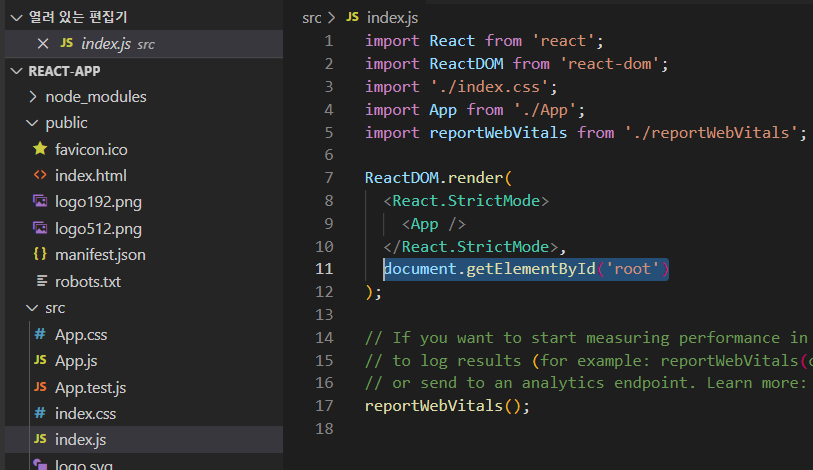 열려 있는 편집기
JS index.js src
REACT-APP
node_modules
public
favicon.ico
<> index.html
logo192.png
logo512.png
{} manifest.json
robots.txt
src
# App.css
JS App.js
JS App.test.js
# index.css
JS index.js
logo.svg
src > JS index.js
1 import React from 'react';
2 import ReactDOM from 'react-dom';
3 import './index.css';
4 import App from './App';
5 import reportWebVitals from './reportWebVitals';
6
7 ReactDOM.render(
8 <React.StrictMode>
9 <App />
10 </React.StrictMode>,
11 document.getElementById('root')
12 );
13
14 // If you want to start measuring performance in
15 // to log results (for example: reportWebVitals(
16 // or send to an analytics endpoint. Learn more:
17 reportWebVitals();
18